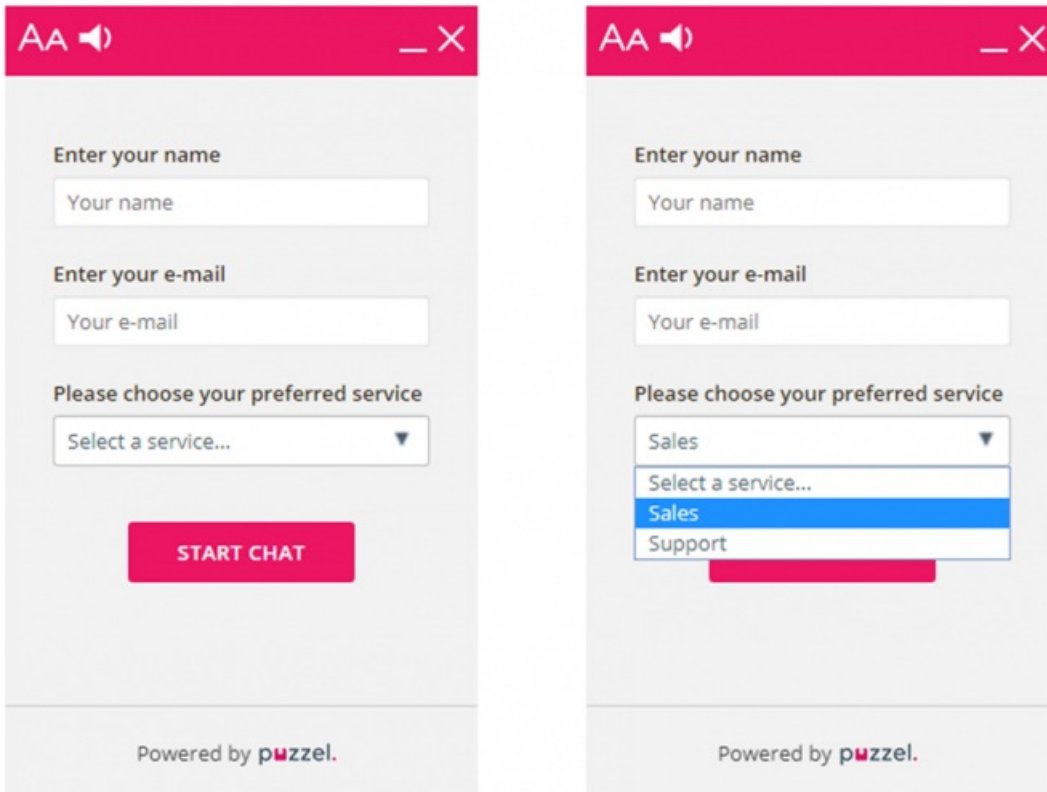 AA
Enter your name
Your name
Enter your e-mail
Your e-mail
Please choose your preferred service
Select a service...
START CHAT
Powered by puzzel.
AA
Enter your name
Your name
Enter your e-mail
Your e-mail
Please choose your preferred service
Sales
Select a service...
Sales
Support
Powered by puzzel.